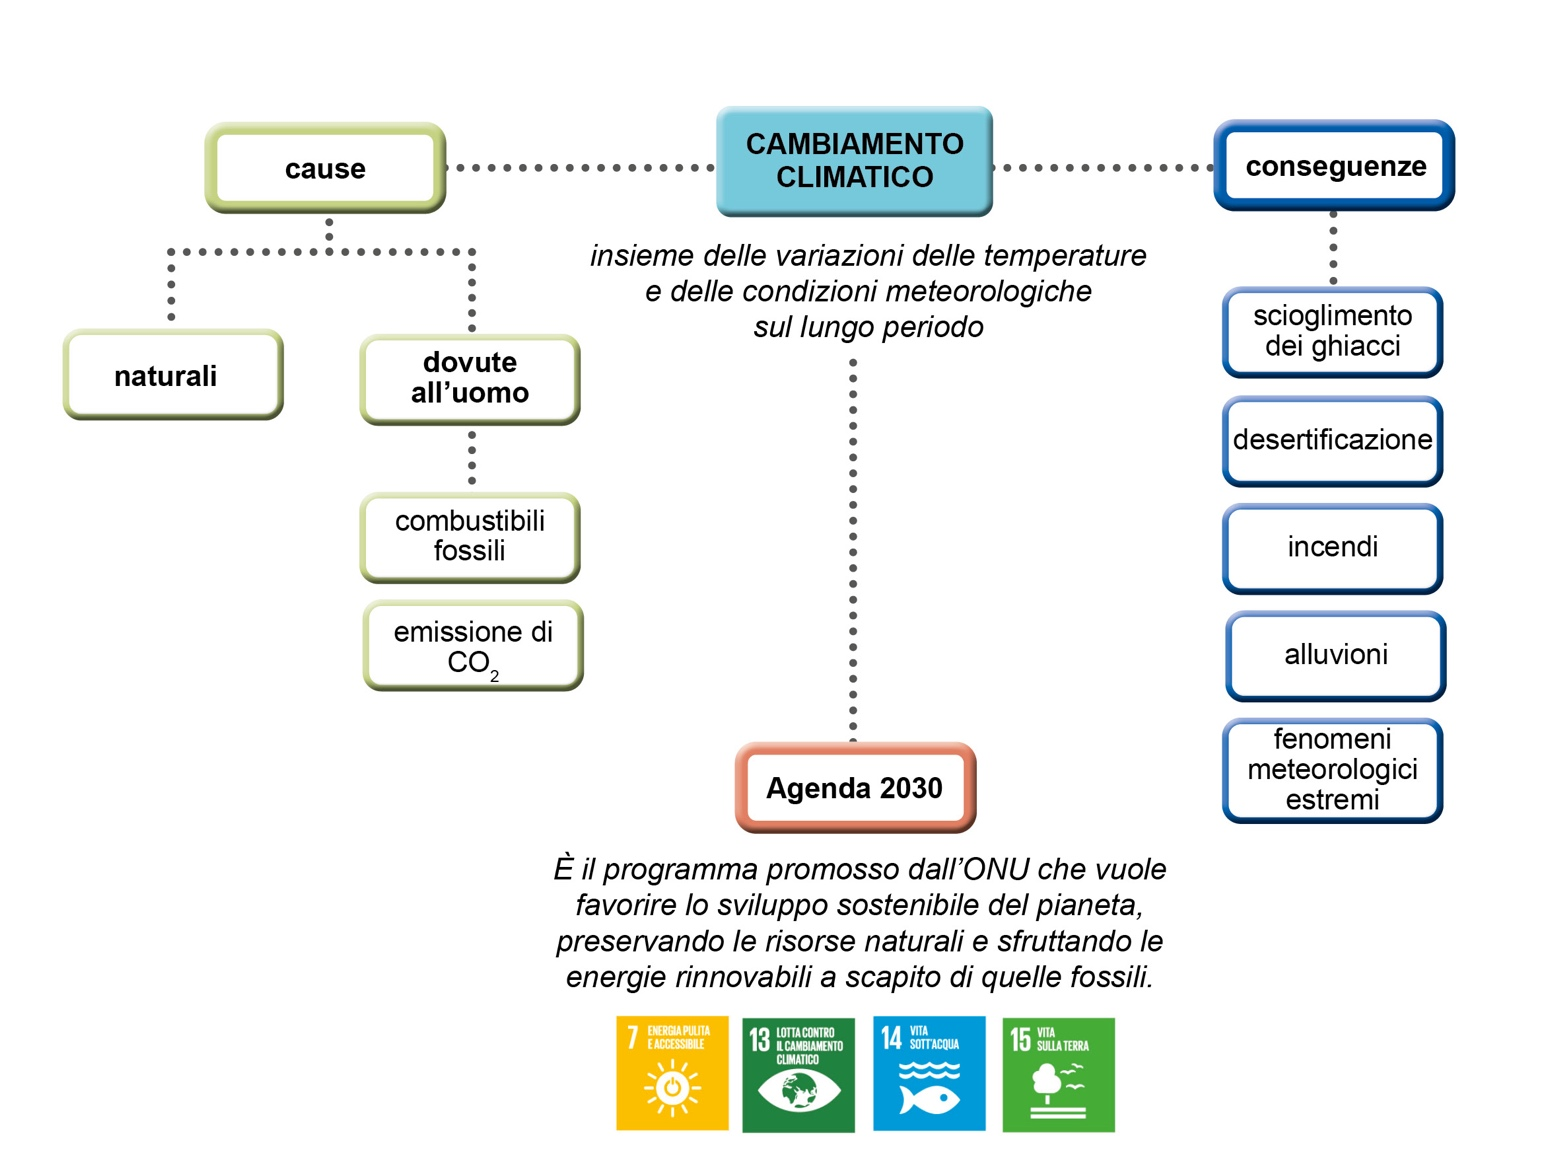 CAMBIAMENTO
CLIMATICO
insieme delle variazioni delle temperature
e delle condizioni meteorologiche
sul lungo periodo
cause
naturali
dovute
all’uomo
combustibili
fossili
emissione di
CO2
conseguenze
scioglimento
dei ghiacci
desertificazione
incendi
alluvioni
fenomeni
meteorologici
estremi
Agenda 2030
È il programma promosso dall’ONU che vuole
favorire lo sviluppo sostenibile del pianeta,
preservando le risorse naturali e sfruttando le
energie rinnovabili a scapito di quelle fossili.
7 ENERGIA PULITA
E ACCESSIBILE
13 LOTTA CONTRO
IL CAMBIAMENTO
CLIMATICO
14 VITA
SOTT'ACQUA
15 VITA
SULLA TERRA